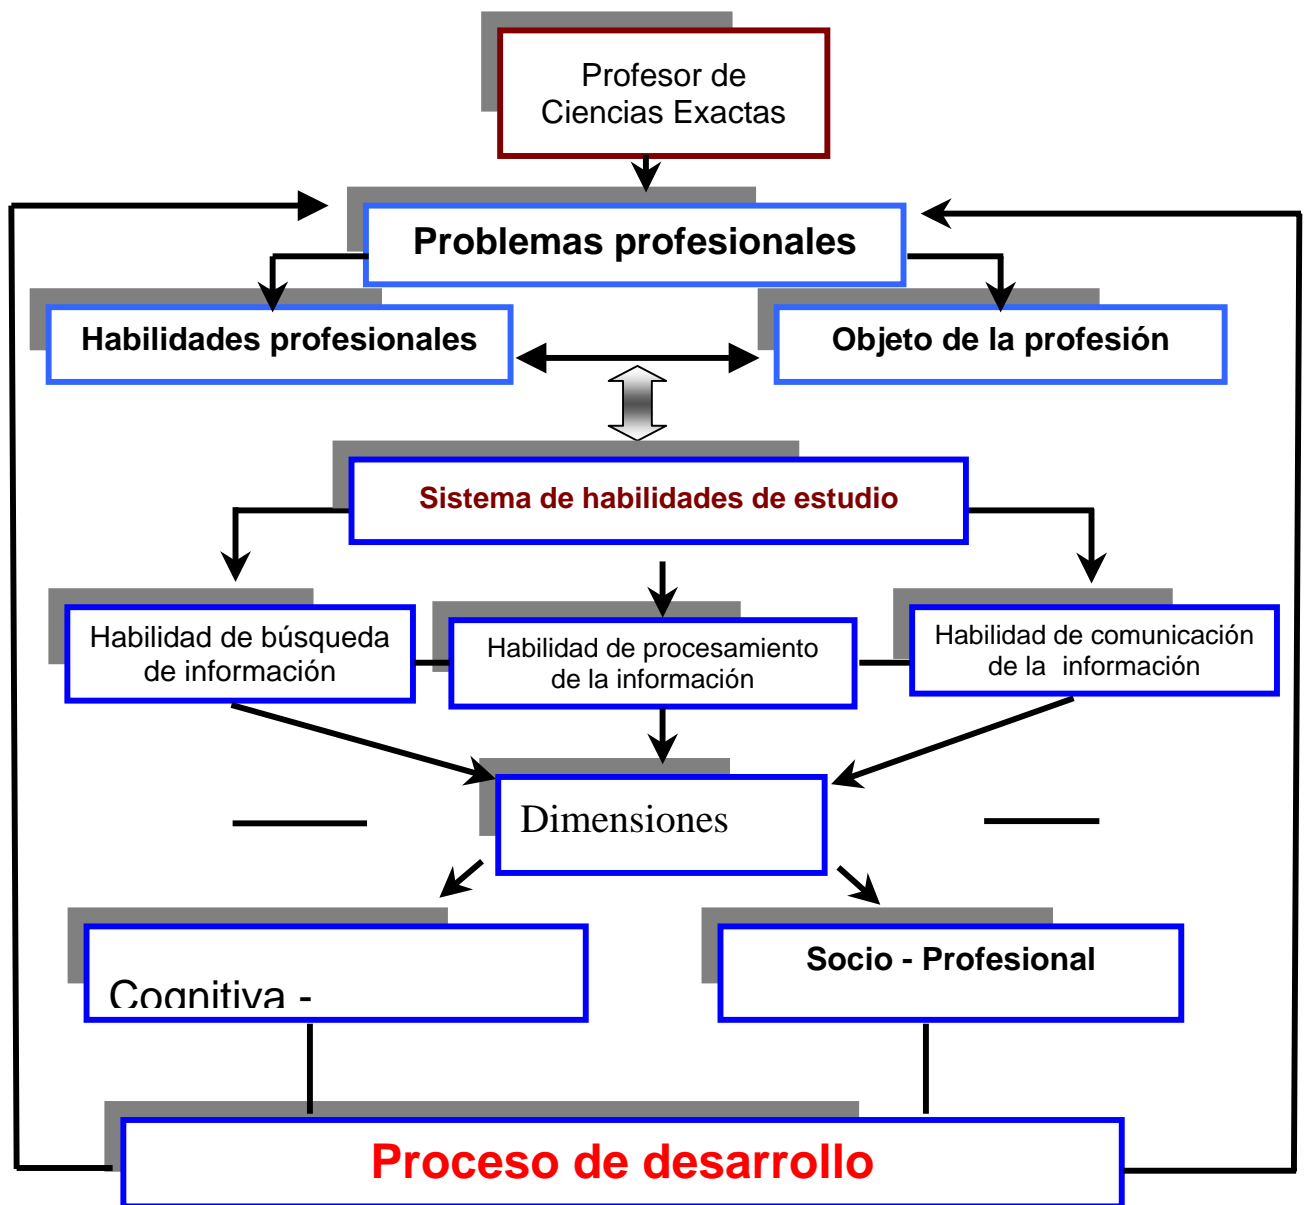 Profesor de
Ciencias Exactas
Problemas profesionales
Habilidades profesionales
Objeto de la profesión
Sistema de habilidades de estudio
Habilidad de búsqueda
de información
Habilidad de procesamiento
de la información
Habilidad de comunicación
de la información
Dimensiones
Cognitiva -
Socio - Profesional
Proceso de desarrollo